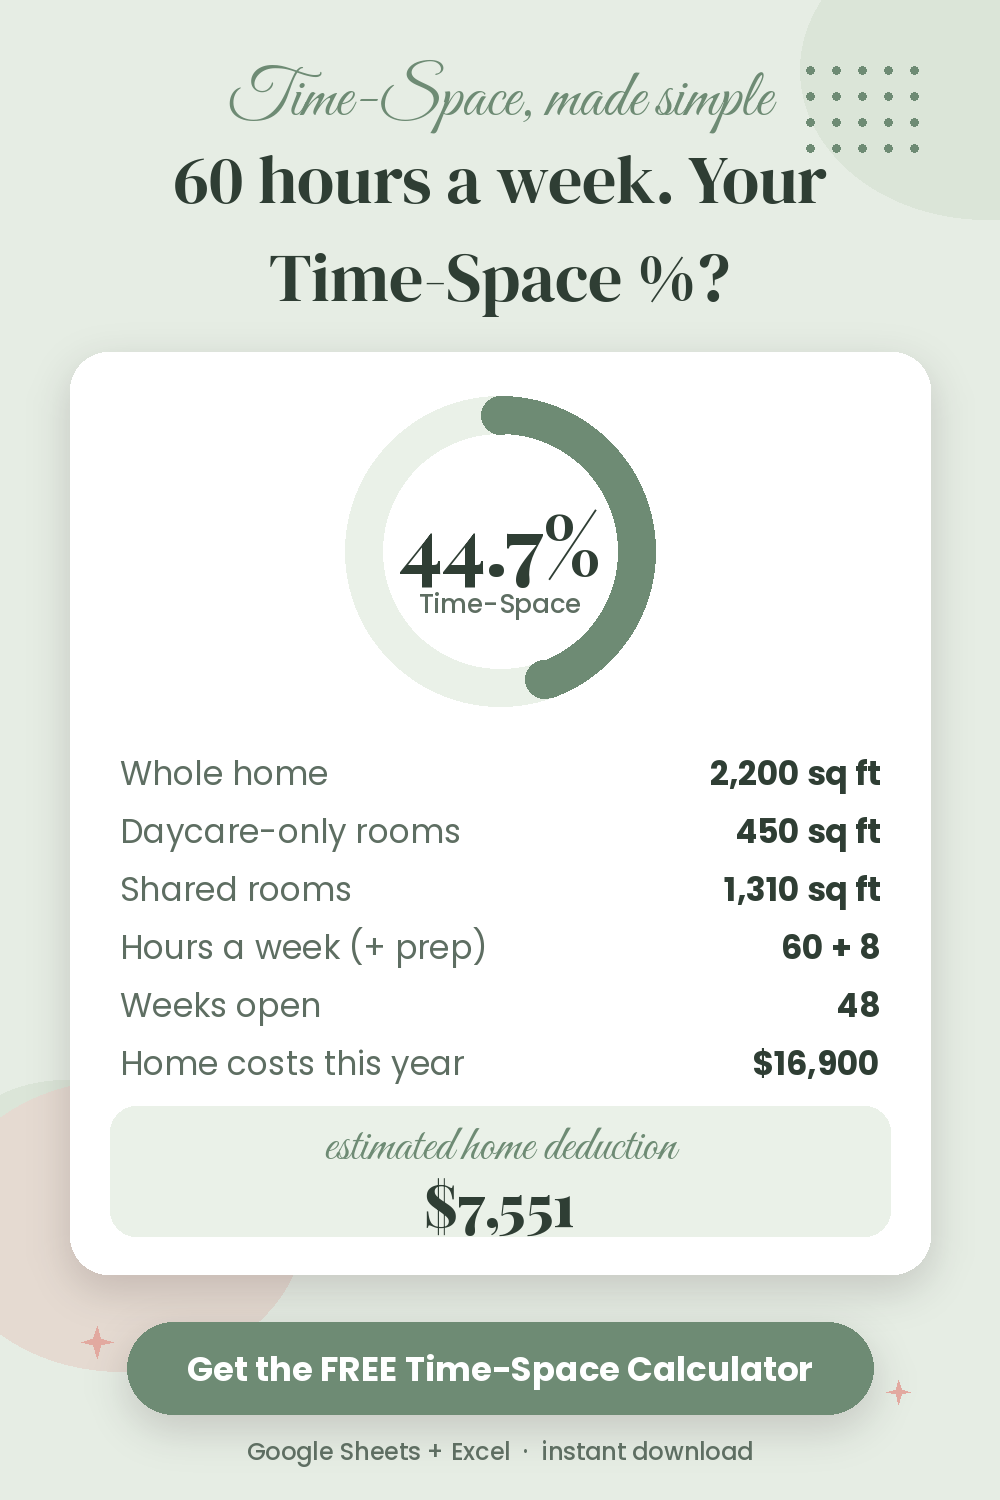 Time-Space, made simple
60 hours a week. Your
Time-Space %?
44.7%
Time-Space
Whole home 2,200 sq ft
Daycare-only rooms 450 sq ft
Shared rooms 1,310 sq ft
Hours a week (+ prep) 60 + 8
Weeks open 48
Home costs this year $16,900
estimated home deduction
$7,551
Get the FREE Time-Space Calculator
Google Sheets + Excel · instant download